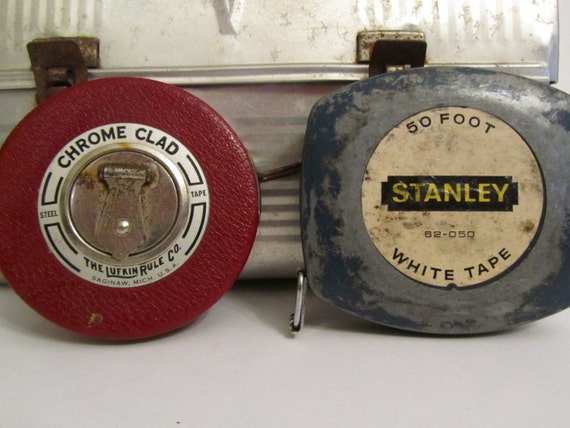 CHROME CLAD
STEEL
TAPE
THE LUFKIN RULE CO.
SAGINAW, MICH. U.S.A.
50 FOOT
STANLEY
62-050
WHITE TAPE